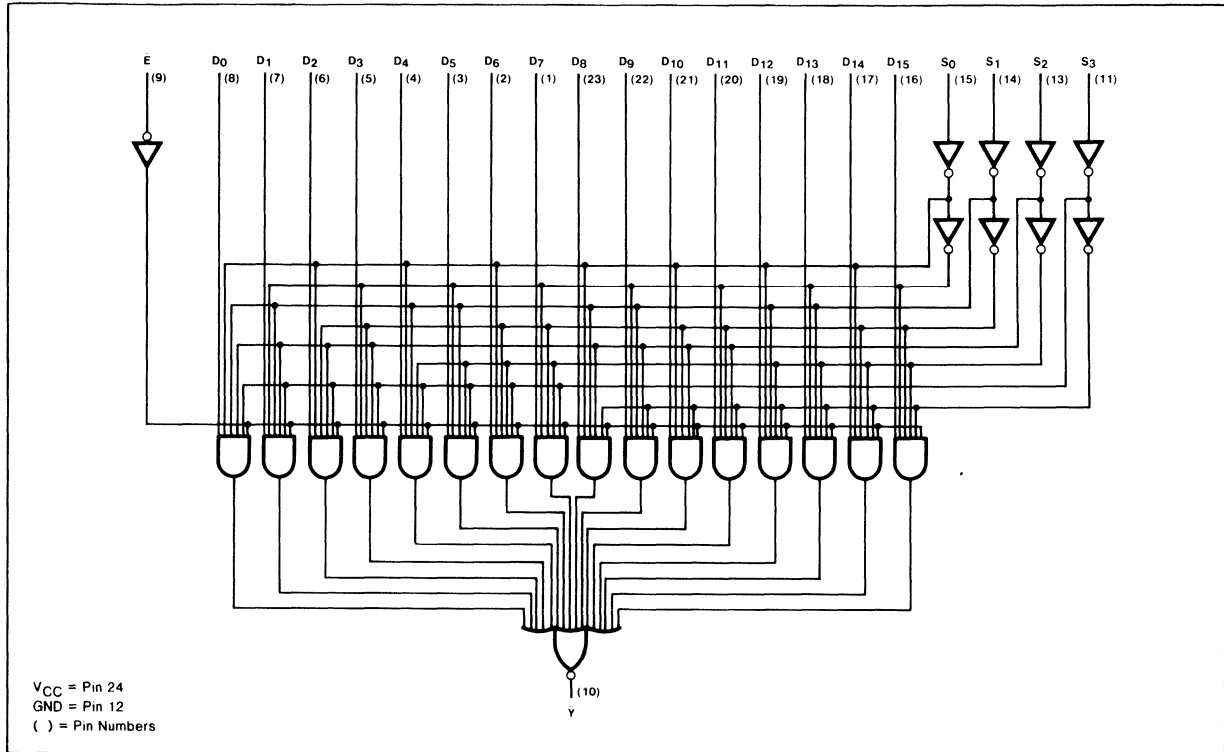 E D0 D1 D2 D3 D4 D5 D6 D7 D8 D9 D10 D11 D12 D13 D14 D15 S0 S1 S2 S3
(9) (8) (7) (6) (5) (4) (3) (2) (1) (23) (22) (21) (20) (19) (18) (17) (16) (15) (14) (13) (11)
(10)
Y
VCC = Pin 24
GND = Pin 12
( ) = Pin Numbers